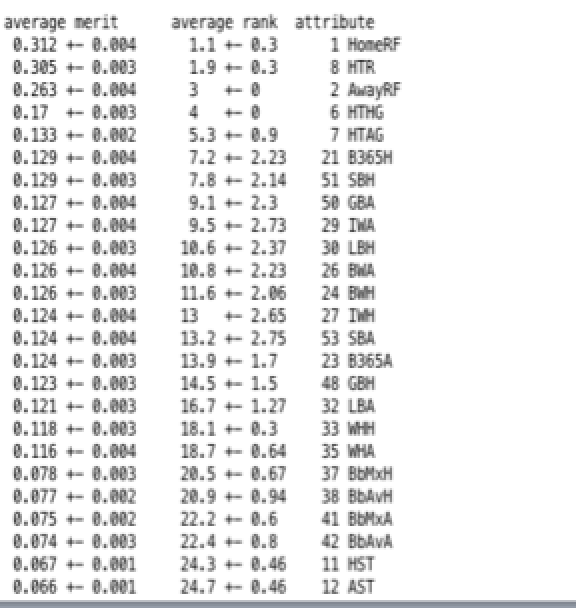 average merit average rank attribute
0.312 +- 0.004 1.1 +- 0.3 1 HomeRF
0.305 +- 0.003 1.9 +- 0.3 8 HTR
0.263 +- 0.004 3 +- 0 2 AwayRF
0.17 +- 0.003 4 +- 0 6 HTHG
0.133 +- 0.002 5.3 +- 0.9 7 HTAG
0.129 +- 0.004 7.2 +- 2.23 21 B365H
0.129 +- 0.003 7.8 +- 2.14 51 SBH
0.127 +- 0.004 9.1 +- 2.3 50 GBA
0.127 +- 0.004 9.5 +- 2.73 29 IWA
0.126 +- 0.003 10.6 +- 2.37 30 LBH
0.126 +- 0.004 10.8 +- 2.23 26 BWA
0.126 +- 0.003 11.6 +- 2.06 24 BWH
0.124 +- 0.004 13 +- 2.65 27 IWH
0.124 +- 0.004 13.2 +- 2.75 53 SBA
0.124 +- 0.003 13.9 +- 1.7 23 B365A
0.123 +- 0.003 14.5 +- 1.5 48 GBH
0.121 +- 0.003 16.7 +- 1.27 32 LBA
0.118 +- 0.003 18.1 +- 0.3 33 WHH
0.116 +- 0.004 18.7 +- 0.64 35 WHA
0.078 +- 0.003 20.5 +- 0.67 37 BbMxH
0.077 +- 0.002 20.9 +- 0.94 38 BbAvH
0.075 +- 0.002 22.2 +- 0.6 41 BbMxA
0.074 +- 0.003 22.4 +- 0.8 42 BbAvA
0.067 +- 0.001 24.3 +- 0.46 11 HST
0.066 +- 0.001 24.7 +- 0.46 12 AST